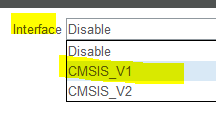 Interface Disable
Disable
CMSIS_V1
CMSIS_V2